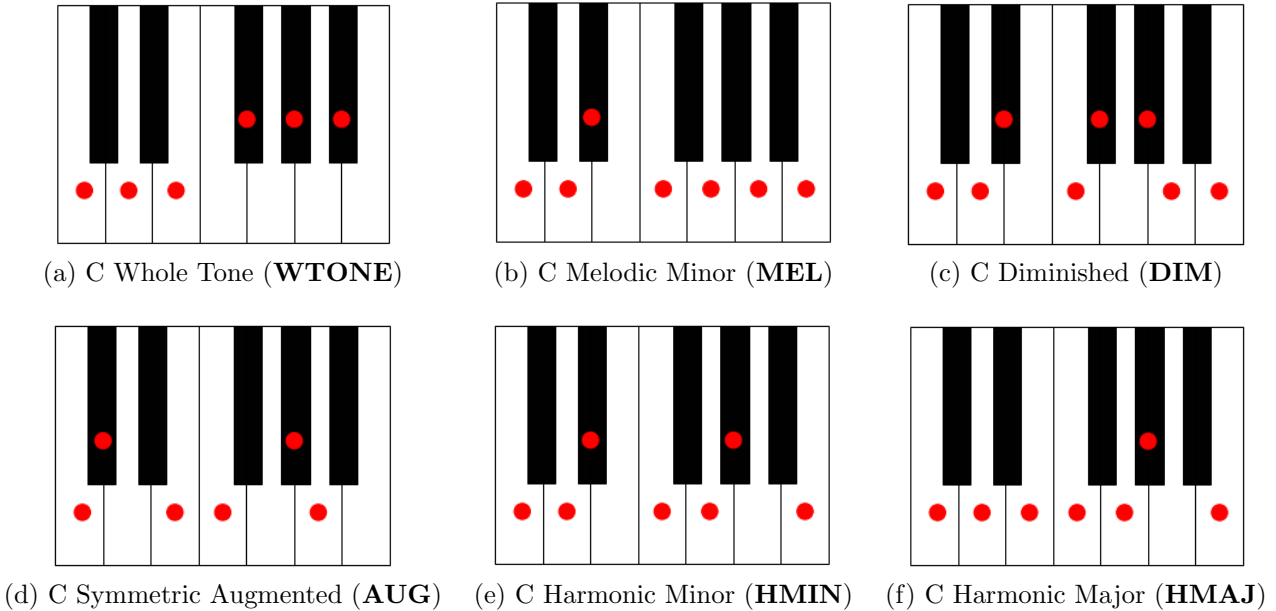 (a) C Whole Tone (WTONE)
(b) C Melodic Minor (MEL)
(c) C Diminished (DIM)
(d) C Symmetric Augmented (AUG)
(e) C Harmonic Minor (HMIN)
(f) C Harmonic Major (HMAJ)